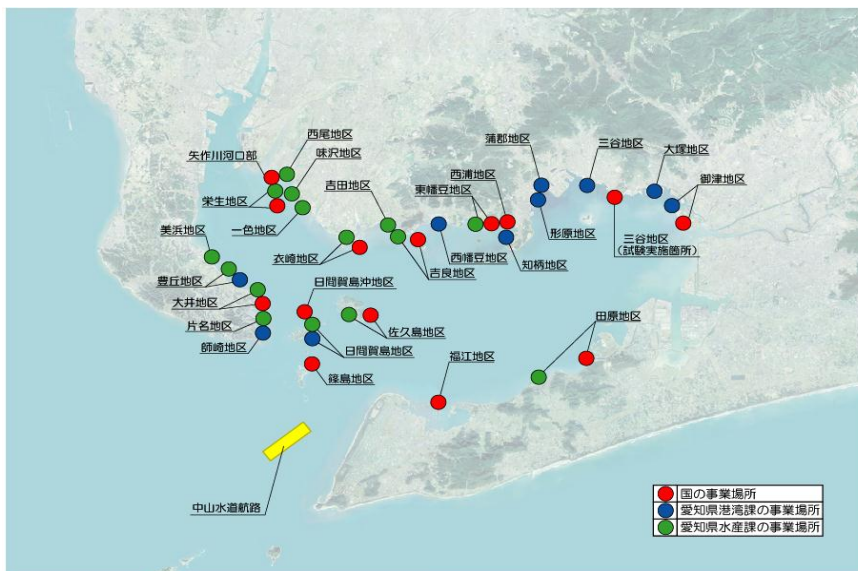 西尾地区
矢作川河口部
味沢地区
栄生地区
吉田地区
一色地区
美浜地区
衣崎地区
豊丘地区
大井地区
片名地区
師崎地区
日間賀島沖地区
佐久島地区
日間賀島地区
篠島地区
中山水道航路
蒲郡地区
三谷地区
大塚地区
西浦地区
東幡豆地区
御津地区
形原地区
三谷地区
(試験実施箇所)
西幡豆地区
知柄地区
吉良地区
田原地区
福江地区
国の事業場所
愛知県港湾課の事業場所
愛知県水産課の事業場所